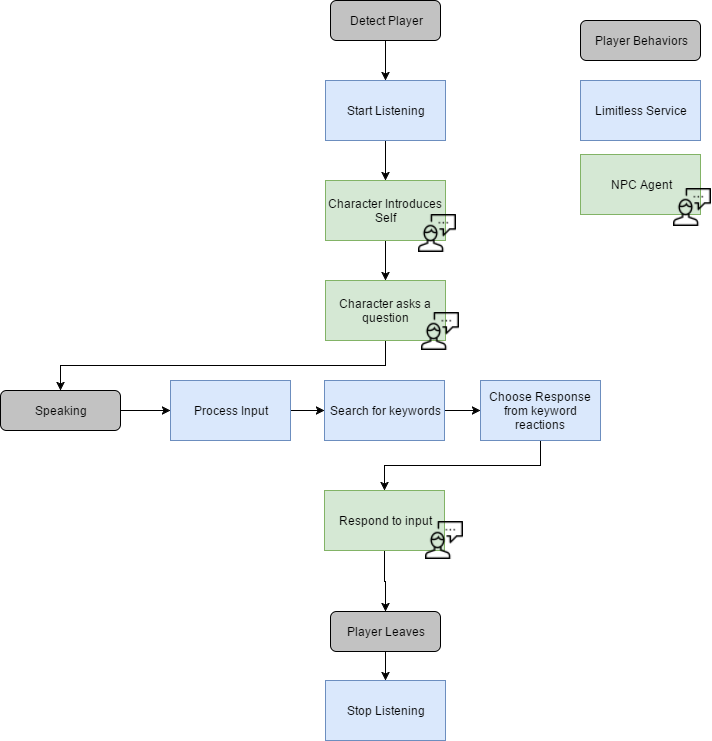 Detect Player
Player Behaviors
Start Listening
Limitless Service
NPC Agent
Character Introduces
Self
Character asks a
question
Speaking
Process Input
Search for keywords
Choose Response
from keyword
reactions
Respond to input
Player Leaves
Stop Listening